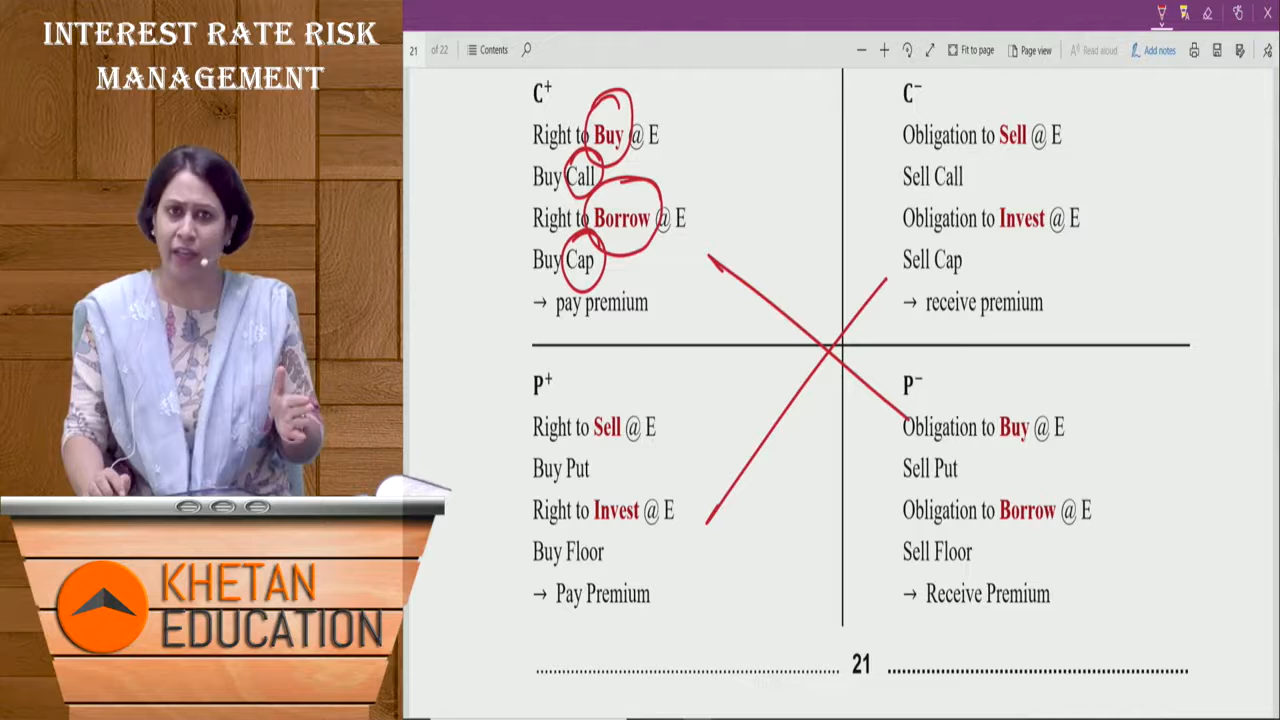 INTEREST RATE RISK
MANAGEMENT
21 of 22 Contents
Fit to page Page view Read aloud Add notes
C+
Right to Buy @ E
Buy Call
Right to Borrow @ E
Buy Cap
→ pay premium
C−
Obligation to Sell @ E
Sell Call
Obligation to Invest @ E
Sell Cap
→ receive premium
P+
Right to Sell @ E
Buy Put
Right to Invest @ E
Buy Floor
→ Pay Premium
P−
Obligation to Buy @ E
Sell Put
Obligation to Borrow @ E
Sell Floor
→ Receive Premium
21
KHETAN
EDUCATION